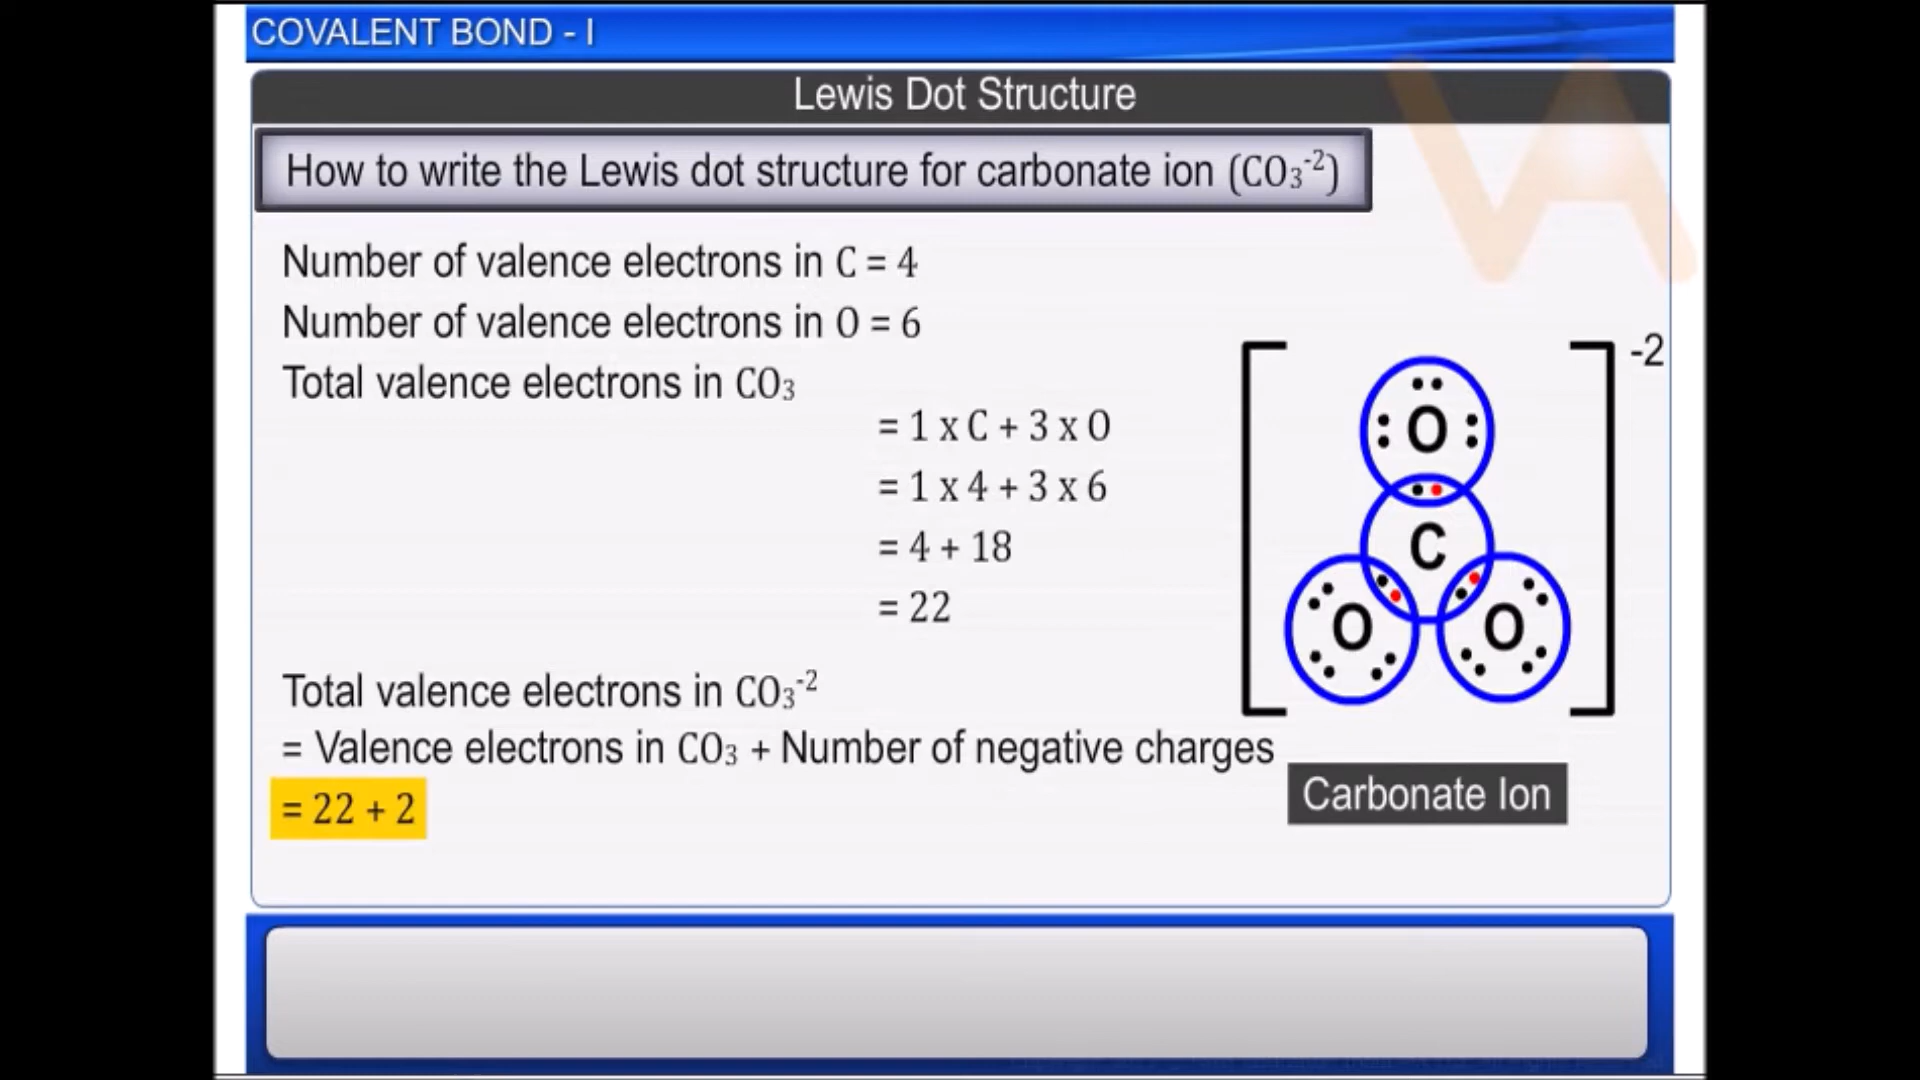 COVALENT BOND - I
Lewis Dot Structure
How to write the Lewis dot structure for carbonate ion (CO₃⁻²)
Number of valence electrons in C = 4
Number of valence electrons in O = 6
Total valence electrons in CO₃
= 1 x C + 3 x O
= 1 x 4 + 3 x 6
= 4 + 18
= 22
Total valence electrons in CO₃⁻²
= Valence electrons in CO₃ + Number of negative charges
= 22 + 2
-2
O
C
O O
Carbonate Ion
VA